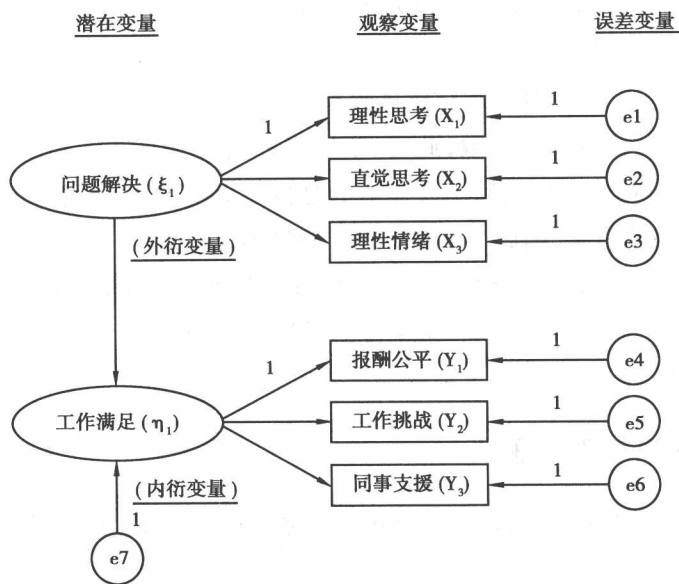 潜在变量 观察变量 误差变量
1 理性思考 (X₁) 1 e1
问题解决 (ξ₁) 直觉思考 (X₂) 1 e2
理性情绪 (X₃) 1 e3
(外衍变量)
1 报酬公平 (Y₁) 1 e4
工作满足 (η₁) 工作挑战 (Y₂) 1 e5
同事支援 (Y₃) 1 e6
(内衍变量)
1
e7